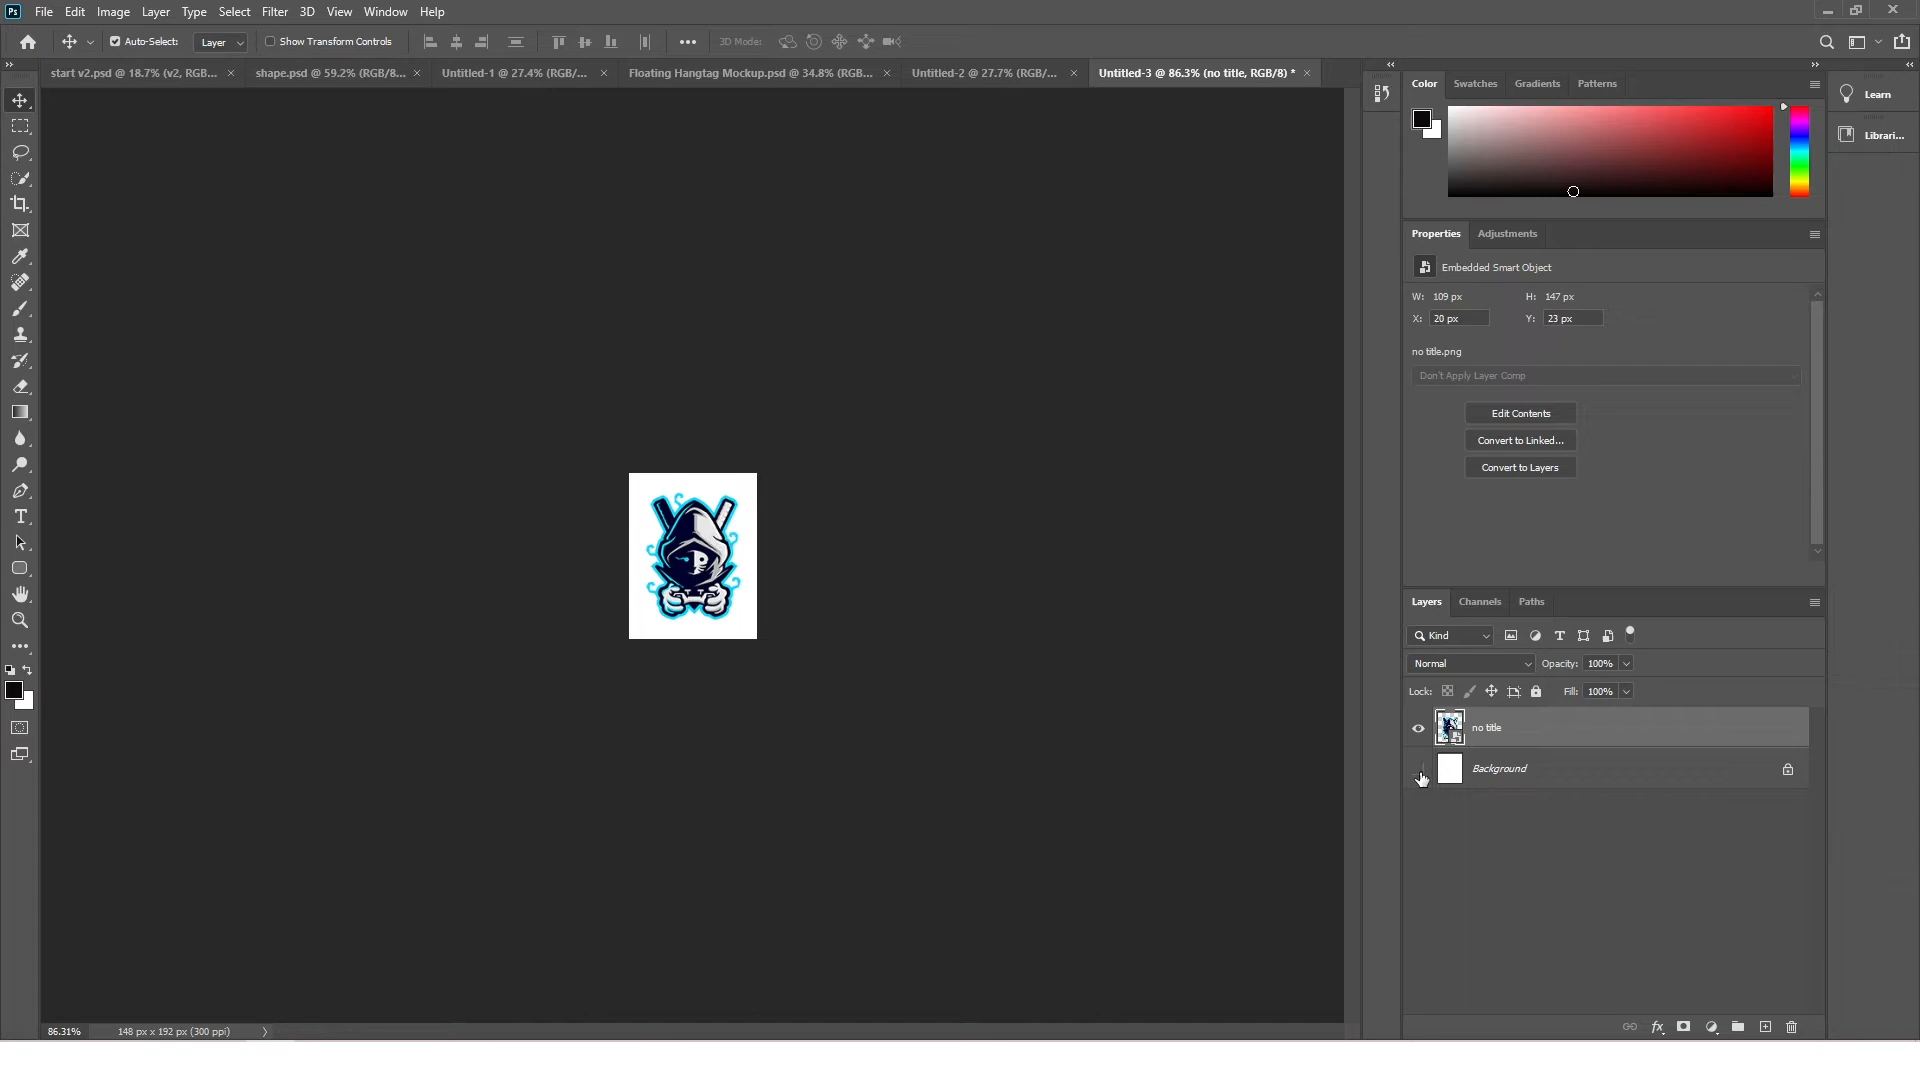 Ps File Edit Image Layer Type Select Filter 3D View Window Help
Auto-Select: Layer Show Transform Controls 3D Mode:
start v2.psd @ 18.7% (v2, RGB... shape.psd @ 59.2% (RGB/8... Untitled-1 @ 27.4% (RGB/... Floating Hangtag Mockup.psd @ 34.8% (RGB... Untitled-2 @ 27.7% (RGB/... Untitled-3 @ 86.3% (no title, RGB/8) *
Color Swatches Gradients Patterns
Learn
Librari...
Properties Adjustments
Embedded Smart Object
W: 109 px H: 147 px
X: 20 px Y: 23 px
no title.png
Don't Apply Layer Comp
Edit Contents
Convert to Linked...
Convert to Layers
Layers Channels Paths
Kind
Normal Opacity: 100%
Lock: Fill: 100%
no title
Background
86.31% 148 px x 192 px (300 ppi)